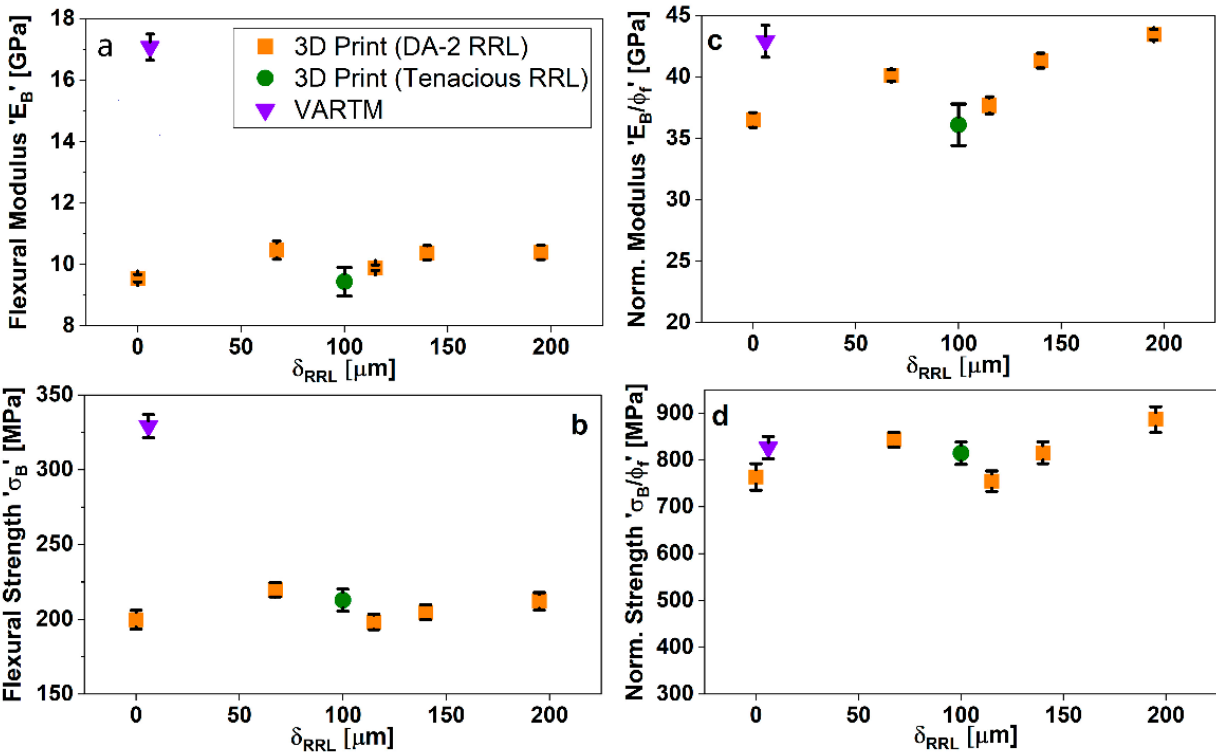 a
Flexural Modulus 'E_B' [GPa]
18
16
14
12
10
8
3D Print (DA-2 RRL)
3D Print (Tenacious RRL)
VARTM
0 50 100 150 200
δ_RRL [μm]
c
Norm. Modulus 'E_B/ϕ_f' [GPa]
45
40
35
30
25
20
0 50 100 150 200
δ_RRL [μm]
b
Flexural Strength 'σ_B' [MPa]
350
300
250
200
150
0 50 100 150 200
δ_RRL [μm]
d
Norm. Strength 'σ_B/ϕ_f' [MPa]
900
800
700
600
500
400
300
0 50 100 150 200
δ_RRL [μm]